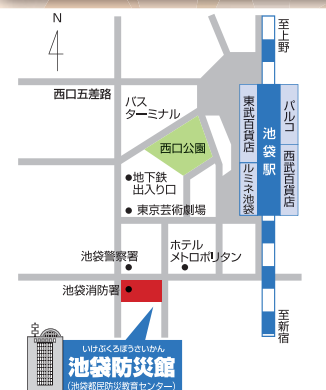 N
至上野
西口五差路
バス
ターミナル
西口公園
東武百貨店
ルミネ池袋
池袋駅
パルコ
西武百貨店
●地下鉄
出入り口
● 東京芸術劇場
池袋警察署
ホテル
メトロポリタン
池袋消防署
至新宿
いけぶくろぼうさいかん
池袋防災館
(池袋都民防災教育センター)